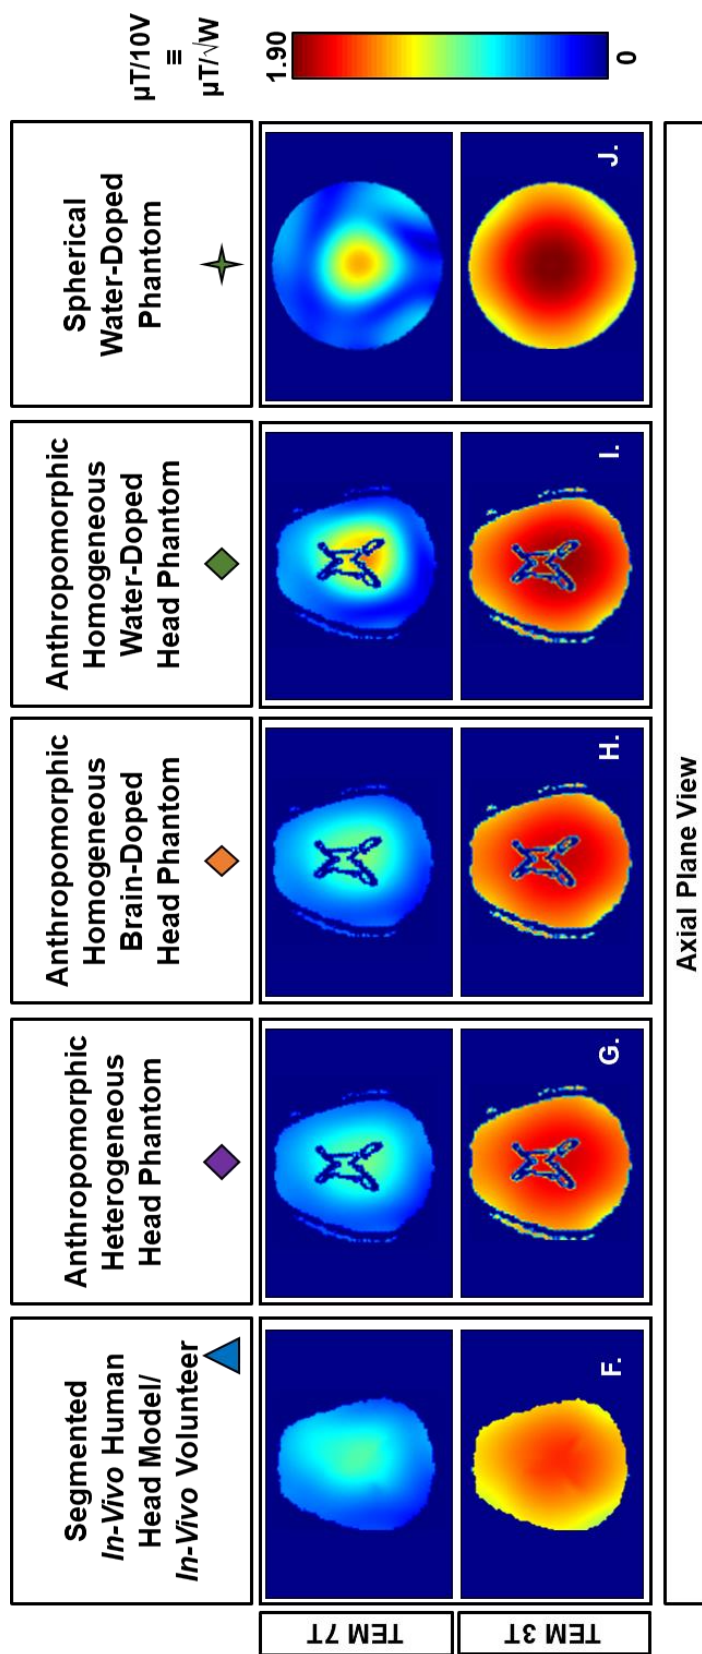 Segmented
In-Vivo Human
Head Model/
In-Vivo Volunteer
Anthropomorphic
Heterogeneous
Head Phantom
Anthropomorphic
Homogeneous
Brain-Doped
Head Phantom
Anthropomorphic
Homogeneous
Water-Doped
Head Phantom
Spherical
Water-Doped
Phantom
µT/10V
≡
µT/√W
1.90
0
TEM 7T
TEM 3T
F.
G.
H.
I.
J.
Axial Plane View